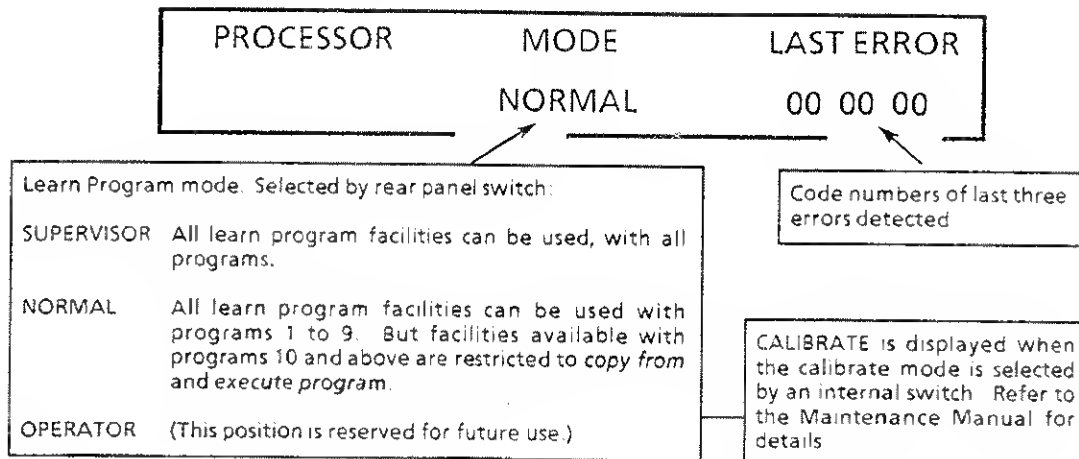 PROCESSOR MODE LAST ERROR
NORMAL 00 00 00
Learn Program mode. Selected by rear panel switch:
SUPERVISOR All learn program facilities can be used, with all
programs.
NORMAL All learn program facilities can be used with
programs 1 to 9. But facilities available with
programs 10 and above are restricted to copy from
and execute program.
OPERATOR (This position is reserved for future use.)
Code numbers of last three
errors detected
CALIBRATE is displayed when
the calibrate mode is selected
by an internal switch Refer to
the Maintenance Manual for
details